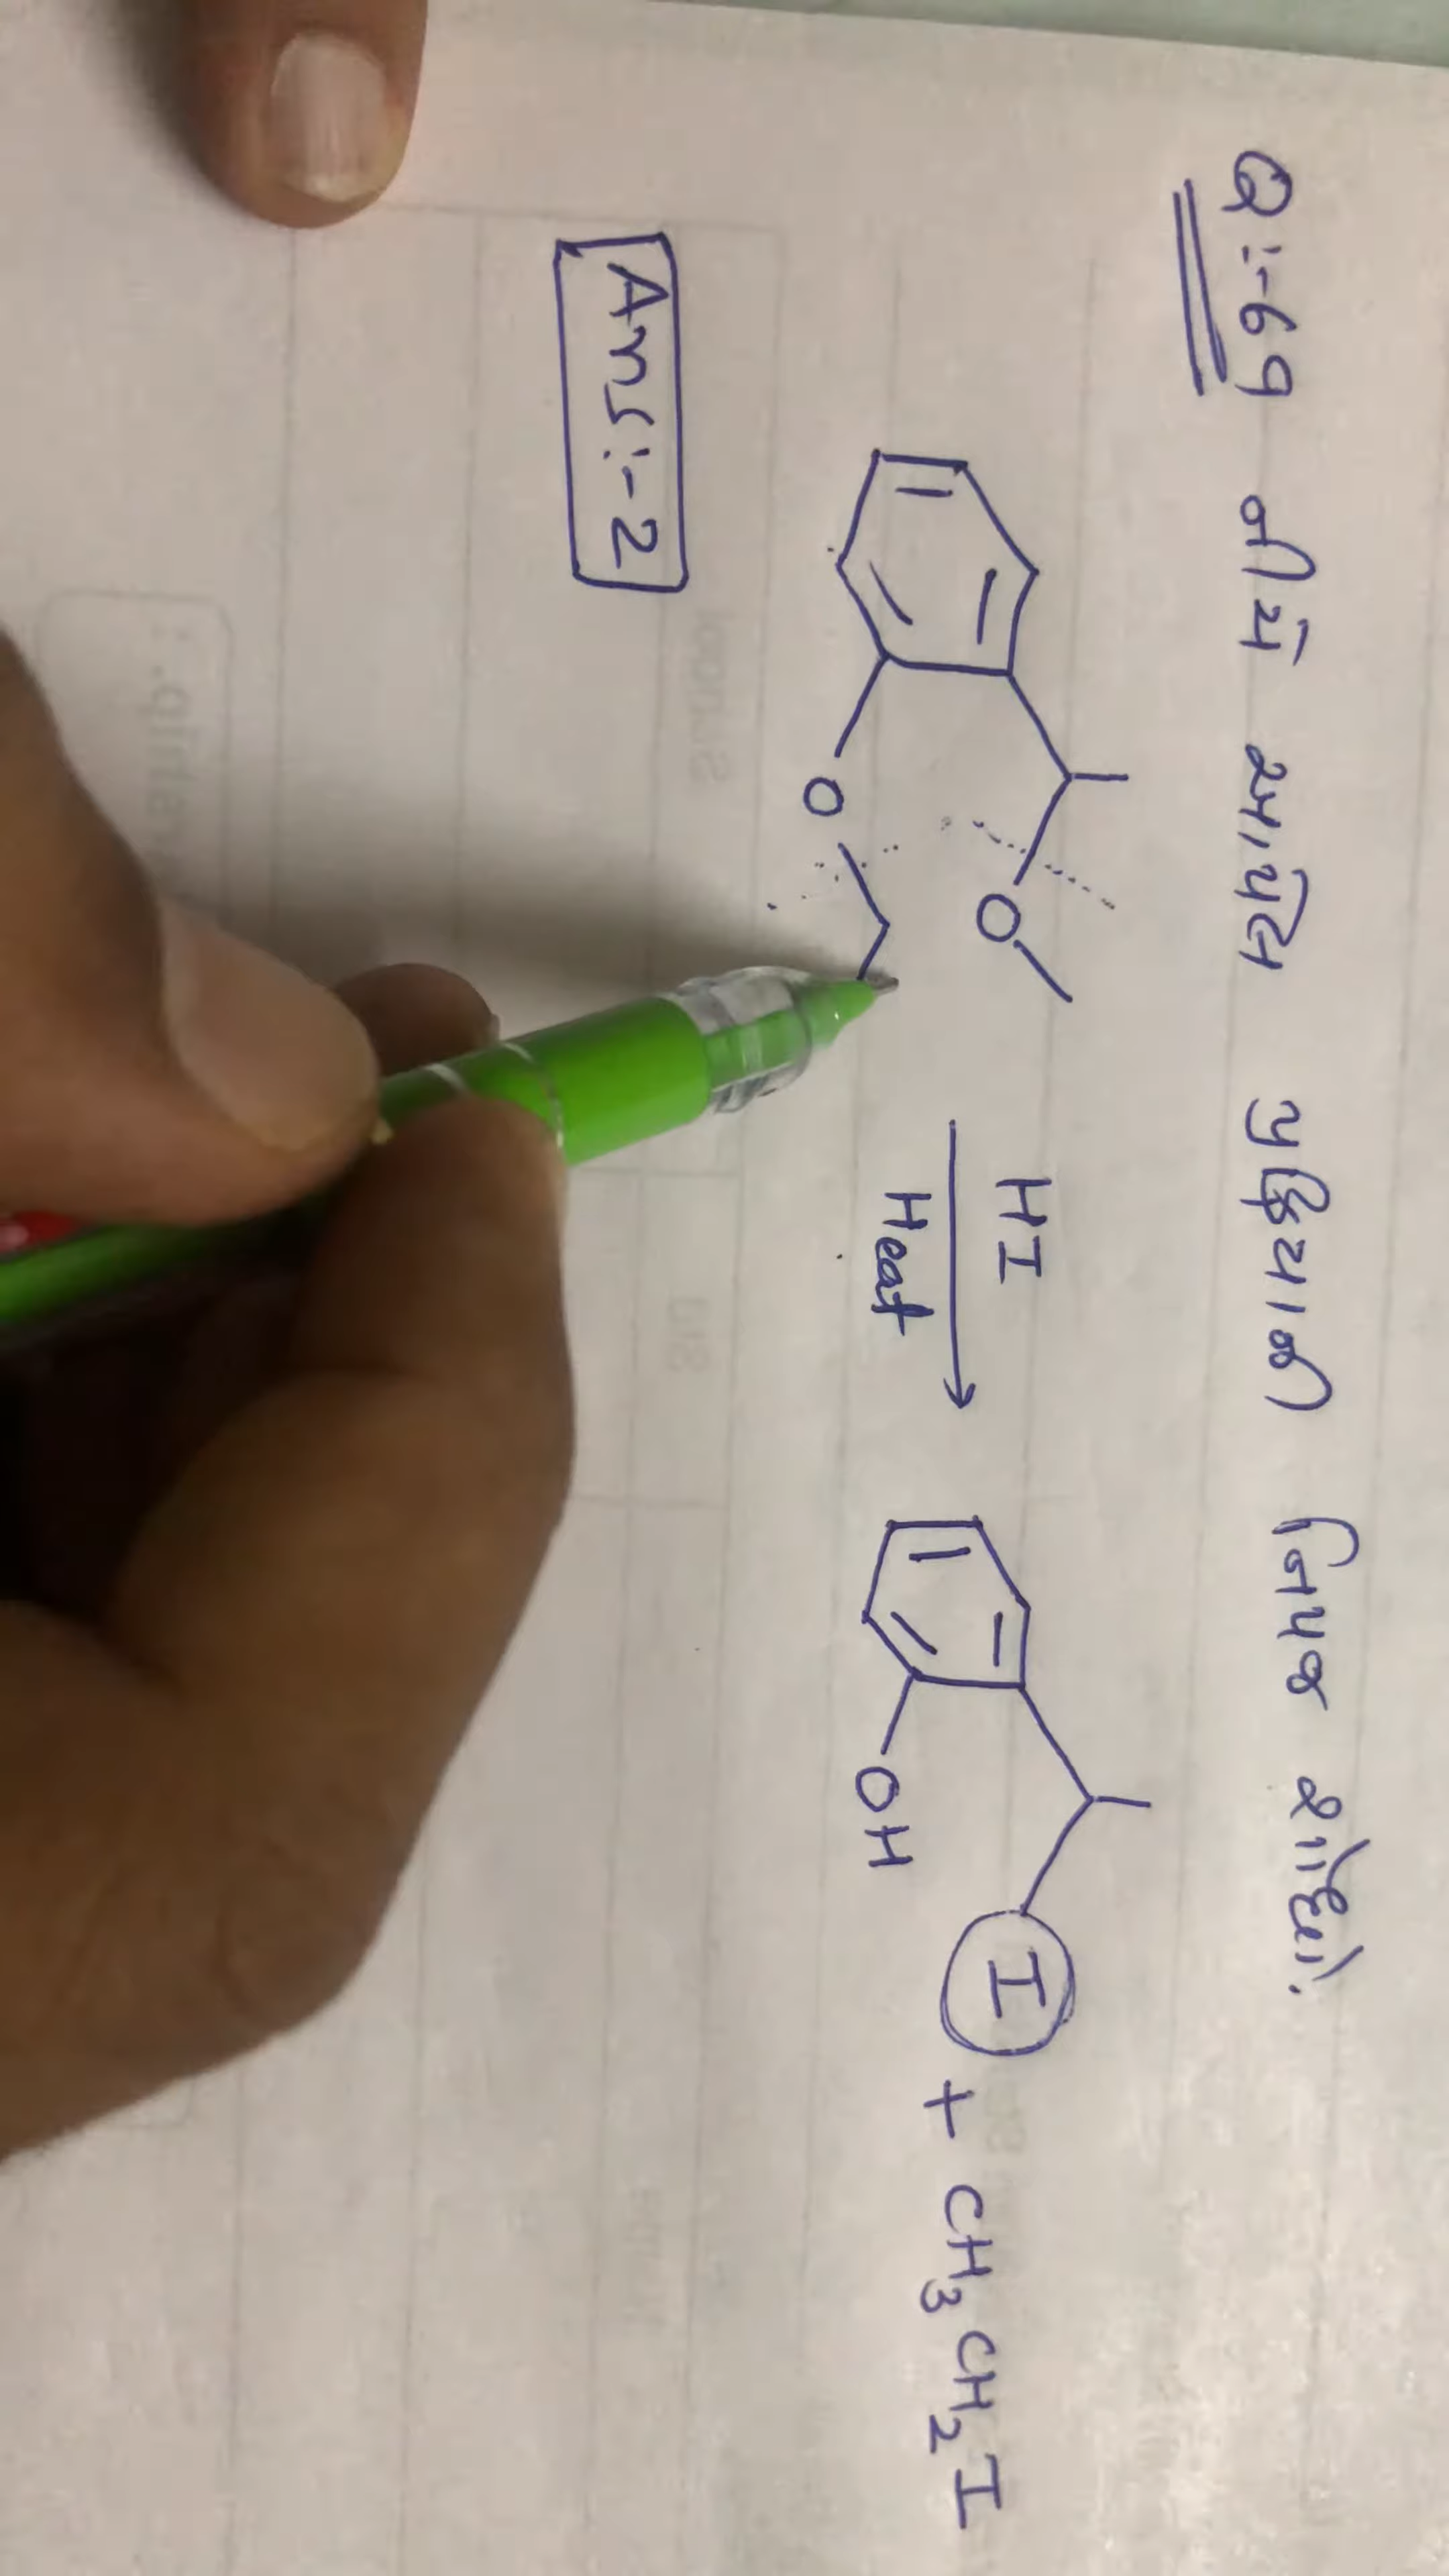 Q:-69 નીચે આપેલ પ્રક્રિયાની નિપજ શોધો.
O O
HI
Heat
OH I + CH3CH2I
Ans:-2